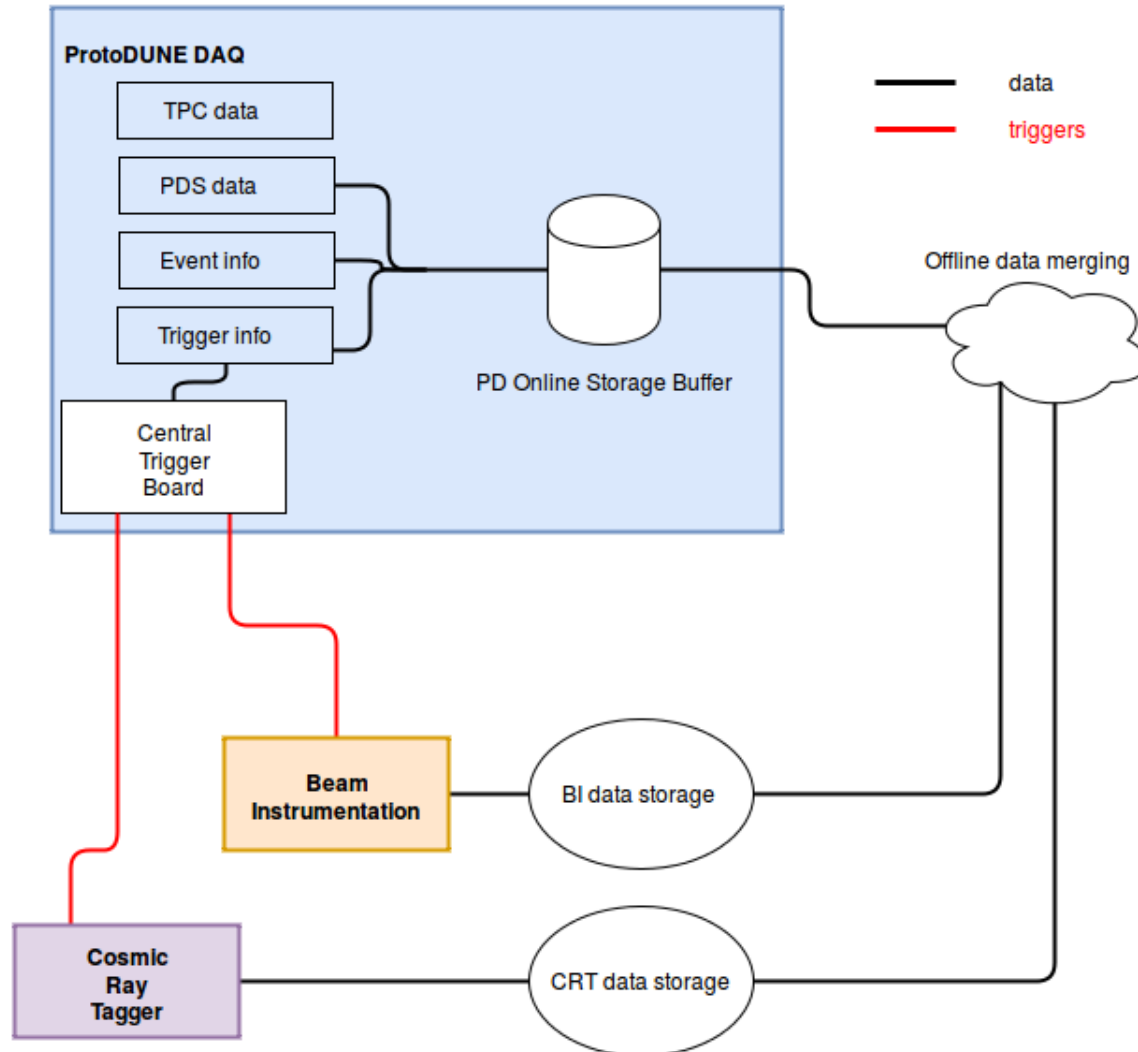 ProtoDUNE DAQ
TPC data
PDS data
Event info
Trigger info
Central
Trigger
Board
PD Online Storage Buffer
data
triggers
Offline data merging
Beam
Instrumentation
BI data storage
Cosmic
Ray
Tagger
CRT data storage